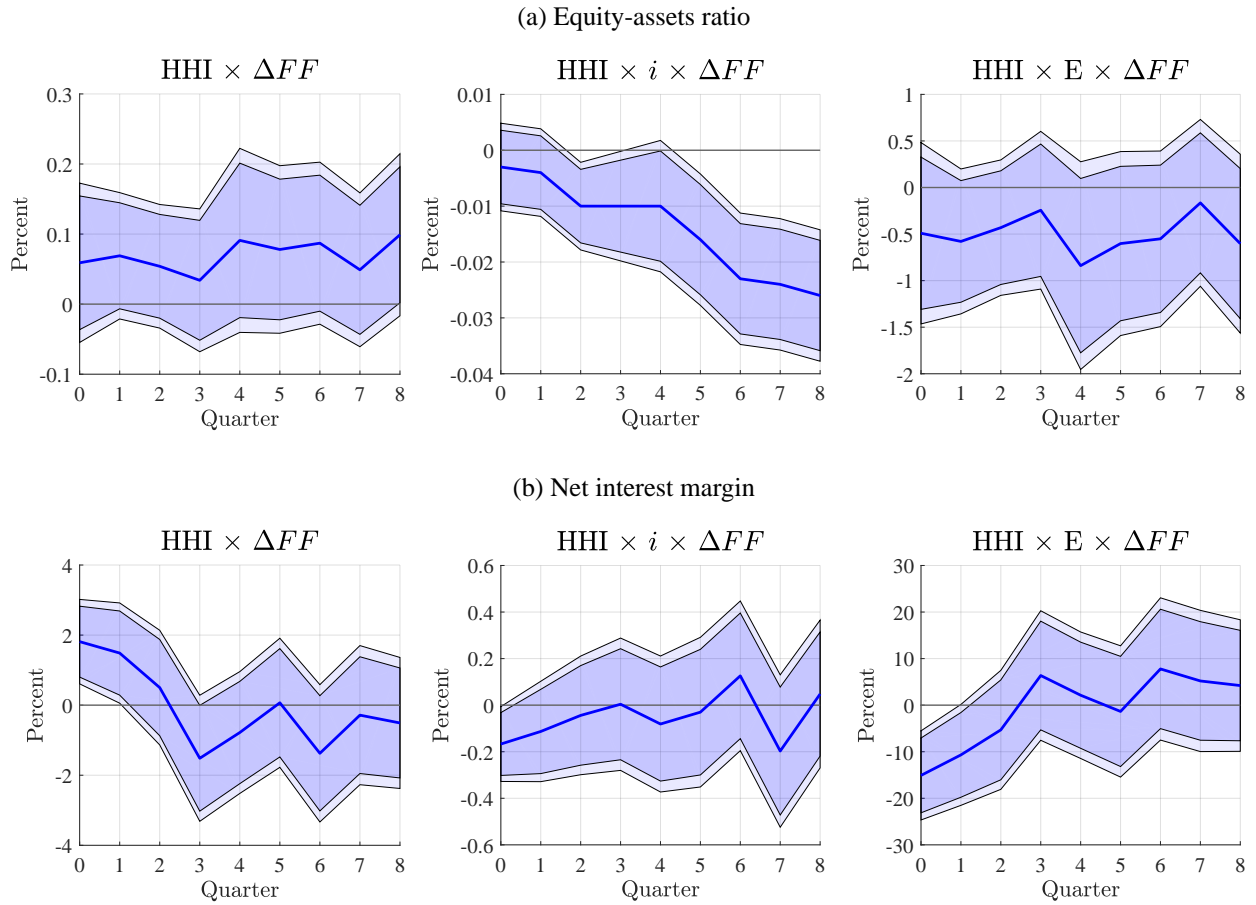 (a) Equity-assets ratio
HHI × ΔFF
Percent
0.3
0.2
0.1
0
-0.1
0 1 2 3 4 5 6 7 8
Quarter
HHI × i × ΔFF
Percent
0.01
0
-0.01
-0.02
-0.03
-0.04
0 1 2 3 4 5 6 7 8
Quarter
HHI × E × ΔFF
Percent
1
0.5
0
-0.5
-1
-1.5
-2
0 1 2 3 4 5 6 7 8
Quarter
(b) Net interest margin
HHI × ΔFF
Percent
4
2
0
-2
-4
0 1 2 3 4 5 6 7 8
Quarter
HHI × i × ΔFF
Percent
0.6
0.4
0.2
0
-0.2
-0.4
-0.6
0 1 2 3 4 5 6 7 8
Quarter
HHI × E × ΔFF
Percent
30
20
10
0
-10
-20
-30
0 1 2 3 4 5 6 7 8
Quarter